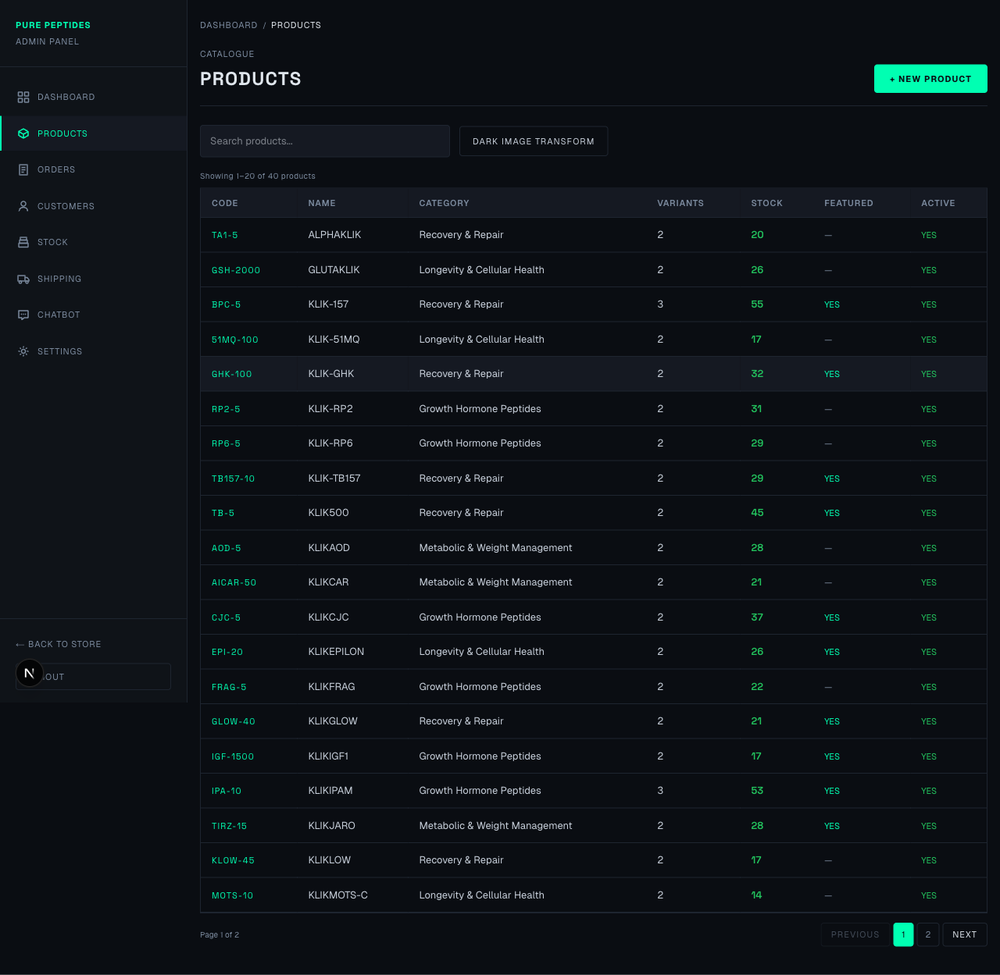 PURE PEPTIDES
ADMIN PANEL
DASHBOARD
PRODUCTS
ORDERS
CUSTOMERS
STOCK
SHIPPING
CHATBOT
SETTINGS
← BACK TO STORE
N
OUT
DASHBOARD / PRODUCTS
CATALOGUE
PRODUCTS
+ NEW PRODUCT
Search products...
DARK IMAGE TRANSFORM
Showing 1–20 of 40 products
CODE NAME CATEGORY VARIANTS STOCK FEATURED ACTIVE
TA1-5 ALPHAKLIK Recovery & Repair 2 20 — YES
GSH-2000 GLUTAKLIK Longevity & Cellular Health 2 26 — YES
BPC-5 KLIK-157 Recovery & Repair 3 55 YES YES
51MQ-100 KLIK-51MQ Longevity & Cellular Health 2 17 — YES
GHK-100 KLIK-GHK Recovery & Repair 2 32 YES YES
RP2-5 KLIK-RP2 Growth Hormone Peptides 2 31 — YES
RP6-5 KLIK-RP6 Growth Hormone Peptides 2 29 — YES
TB157-10 KLIK-TB157 Recovery & Repair 2 29 YES YES
TB-5 KLIK500 Recovery & Repair 2 45 YES YES
AOD-5 KLIKAOD Metabolic & Weight Management 2 28 — YES
AICAR-50 KLIKCAR Metabolic & Weight Management 2 21 — YES
CJC-5 KLIKCJC Growth Hormone Peptides 2 37 YES YES
EPI-20 KLIKEPILON Longevity & Cellular Health 2 26 YES YES
FRAG-5 KLIKFRAG Growth Hormone Peptides 2 22 — YES
GLOW-40 KLIKGLOW Recovery & Repair 2 21 YES YES
IGF-1500 KLIKIGF1 Growth Hormone Peptides 2 17 YES YES
IPA-10 KLIKIPAM Growth Hormone Peptides 3 53 YES YES
TIRZ-15 KLIKJARO Metabolic & Weight Management 2 28 YES YES
KLOW-45 KLIKLOW Recovery & Repair 2 17 — YES
MOTS-10 KLIKMOTS-C Longevity & Cellular Health 2 14 — YES
Page 1 of 2
PREVIOUS 1 2 NEXT